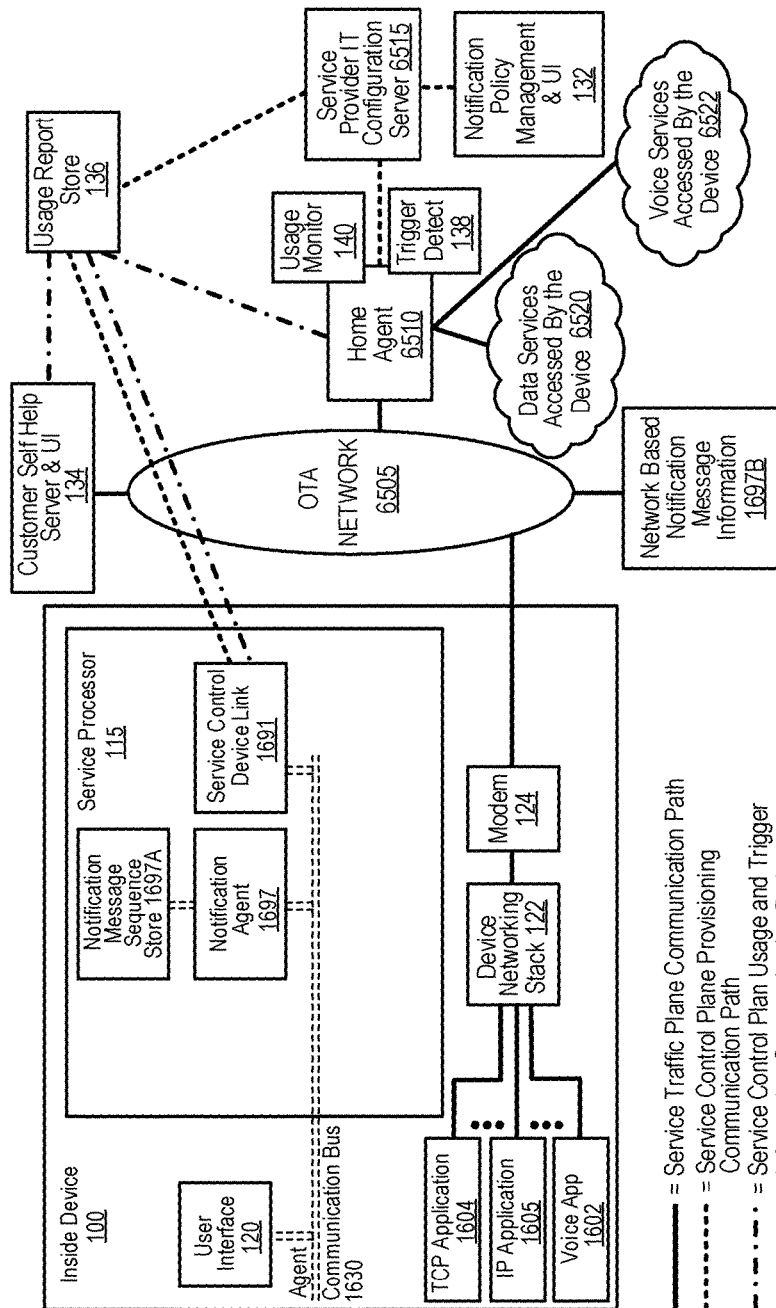 Inside Device
100
User
Interface
120
Agent
Communication Bus
1630
Service Processor
115
Notification
Message
Sequence
Store 1697A
Notification
Agent
1697
Service Control
Device Link
1691
TCP Application
1604
IP Application
1605
Voice App
1602
Device
Networking
Stack 122
Modem
124
Customer Self Help
Server & UI
134
Usage Report
Store
136
OTA
NETWORK
6505
Home
Agent
6510
Usage
Monitor
140
Trigger
Detect
138
Service
Provider IT
Configuration
Server 6515
Notification
Policy
Management
& UI
132
Data Services
Accessed By the
Device 6520
Voice Services
Accessed By the
Device 6522
Network Based
Notification
Message
Information
1697B
= Service Traffic Plane Communication Path
= Service Control Plane Provisioning
Communication Path
= Service Control Plan Usage and Trigger